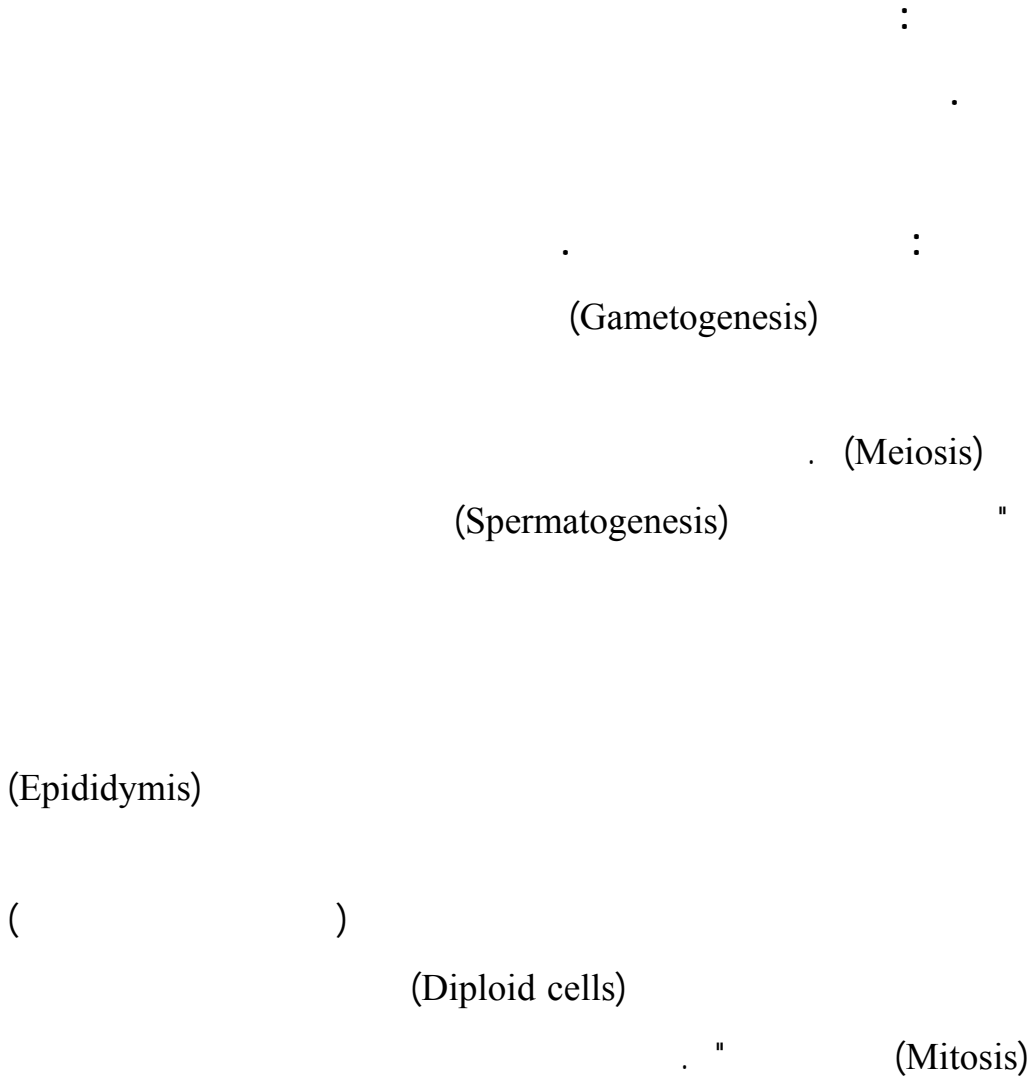 :
.
: .
(Gametogenesis)
(Meiosis) .
" (Spermatogenesis)
(Epididymis)
( )
(Diploid cells)
(Mitosis) " .